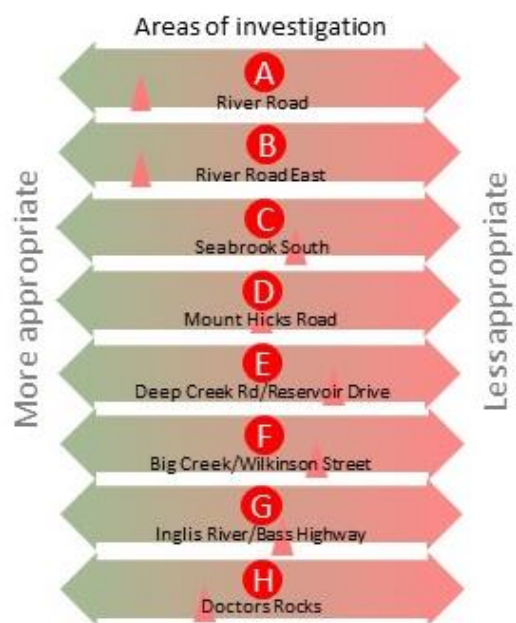 Areas of investigation
More appropriate
A
River Road
B
River Road East
C
Seabrook South
D
Mount Hicks Road
E
Deep Creek Rd/Reservoir Drive
F
Big Creek/Wilkinson Street
G
Inglis River/Bass Highway
H
Doctors Rocks
Less appropriate